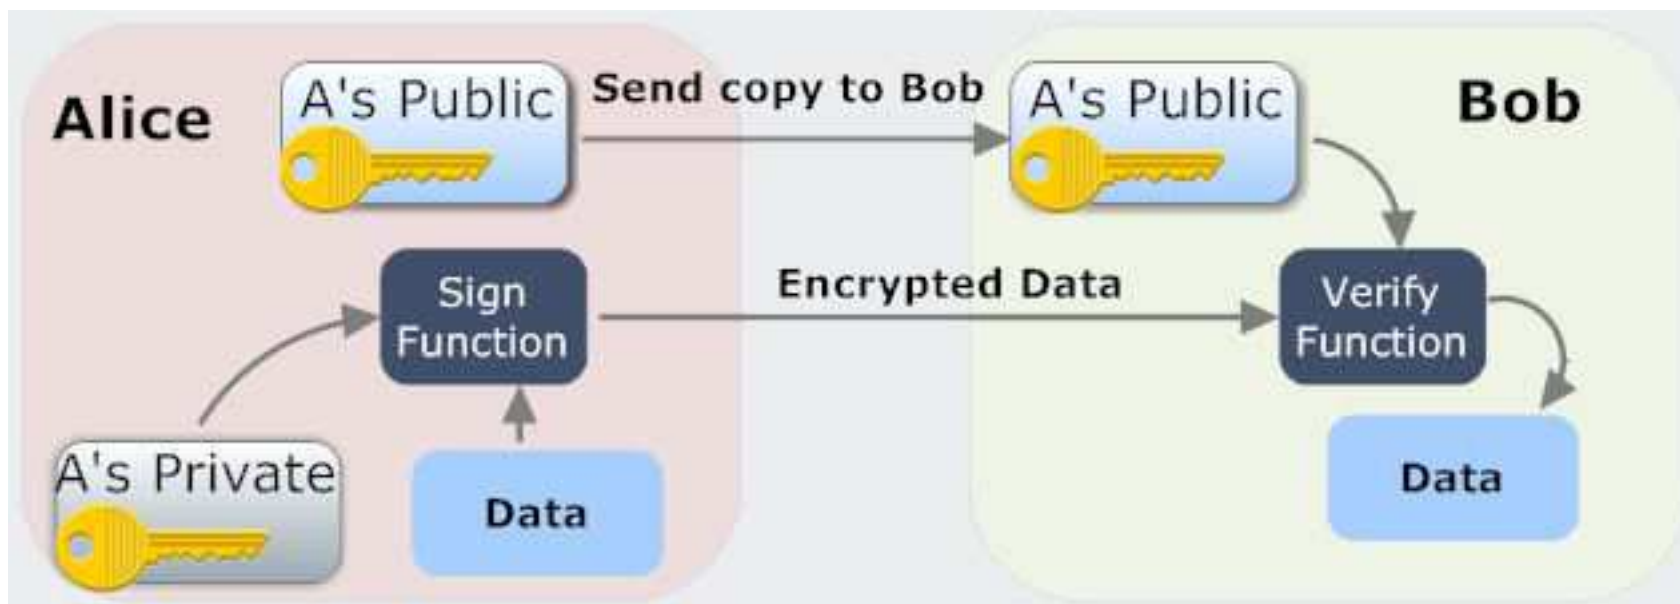 Alice
A's Public
Send copy to Bob
A's Public
Bob
Sign
Function
Encrypted Data
Verify
Function
A's Private
Data
Data